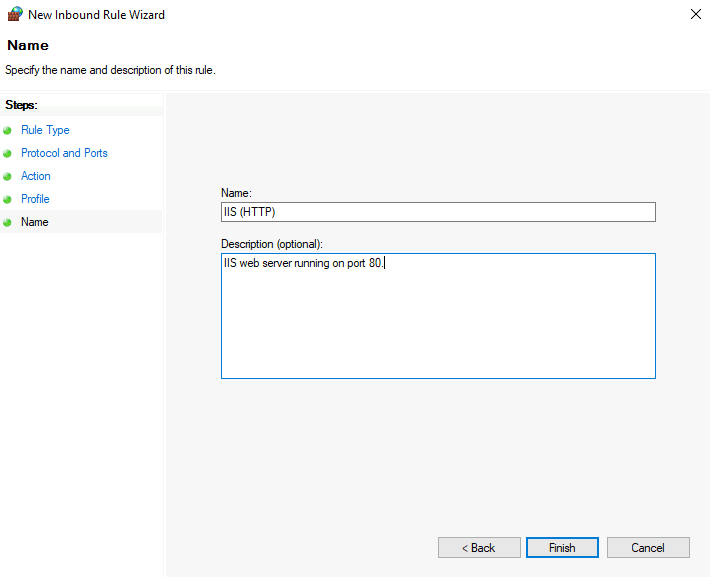 New Inbound Rule Wizard
Name
Specify the name and description of this rule.
Steps:
Rule Type
Protocol and Ports
Action
Profile
Name
Name:
IIS (HTTP)
Description (optional):
IIS web server running on port 80.
< Back
Finish
Cancel